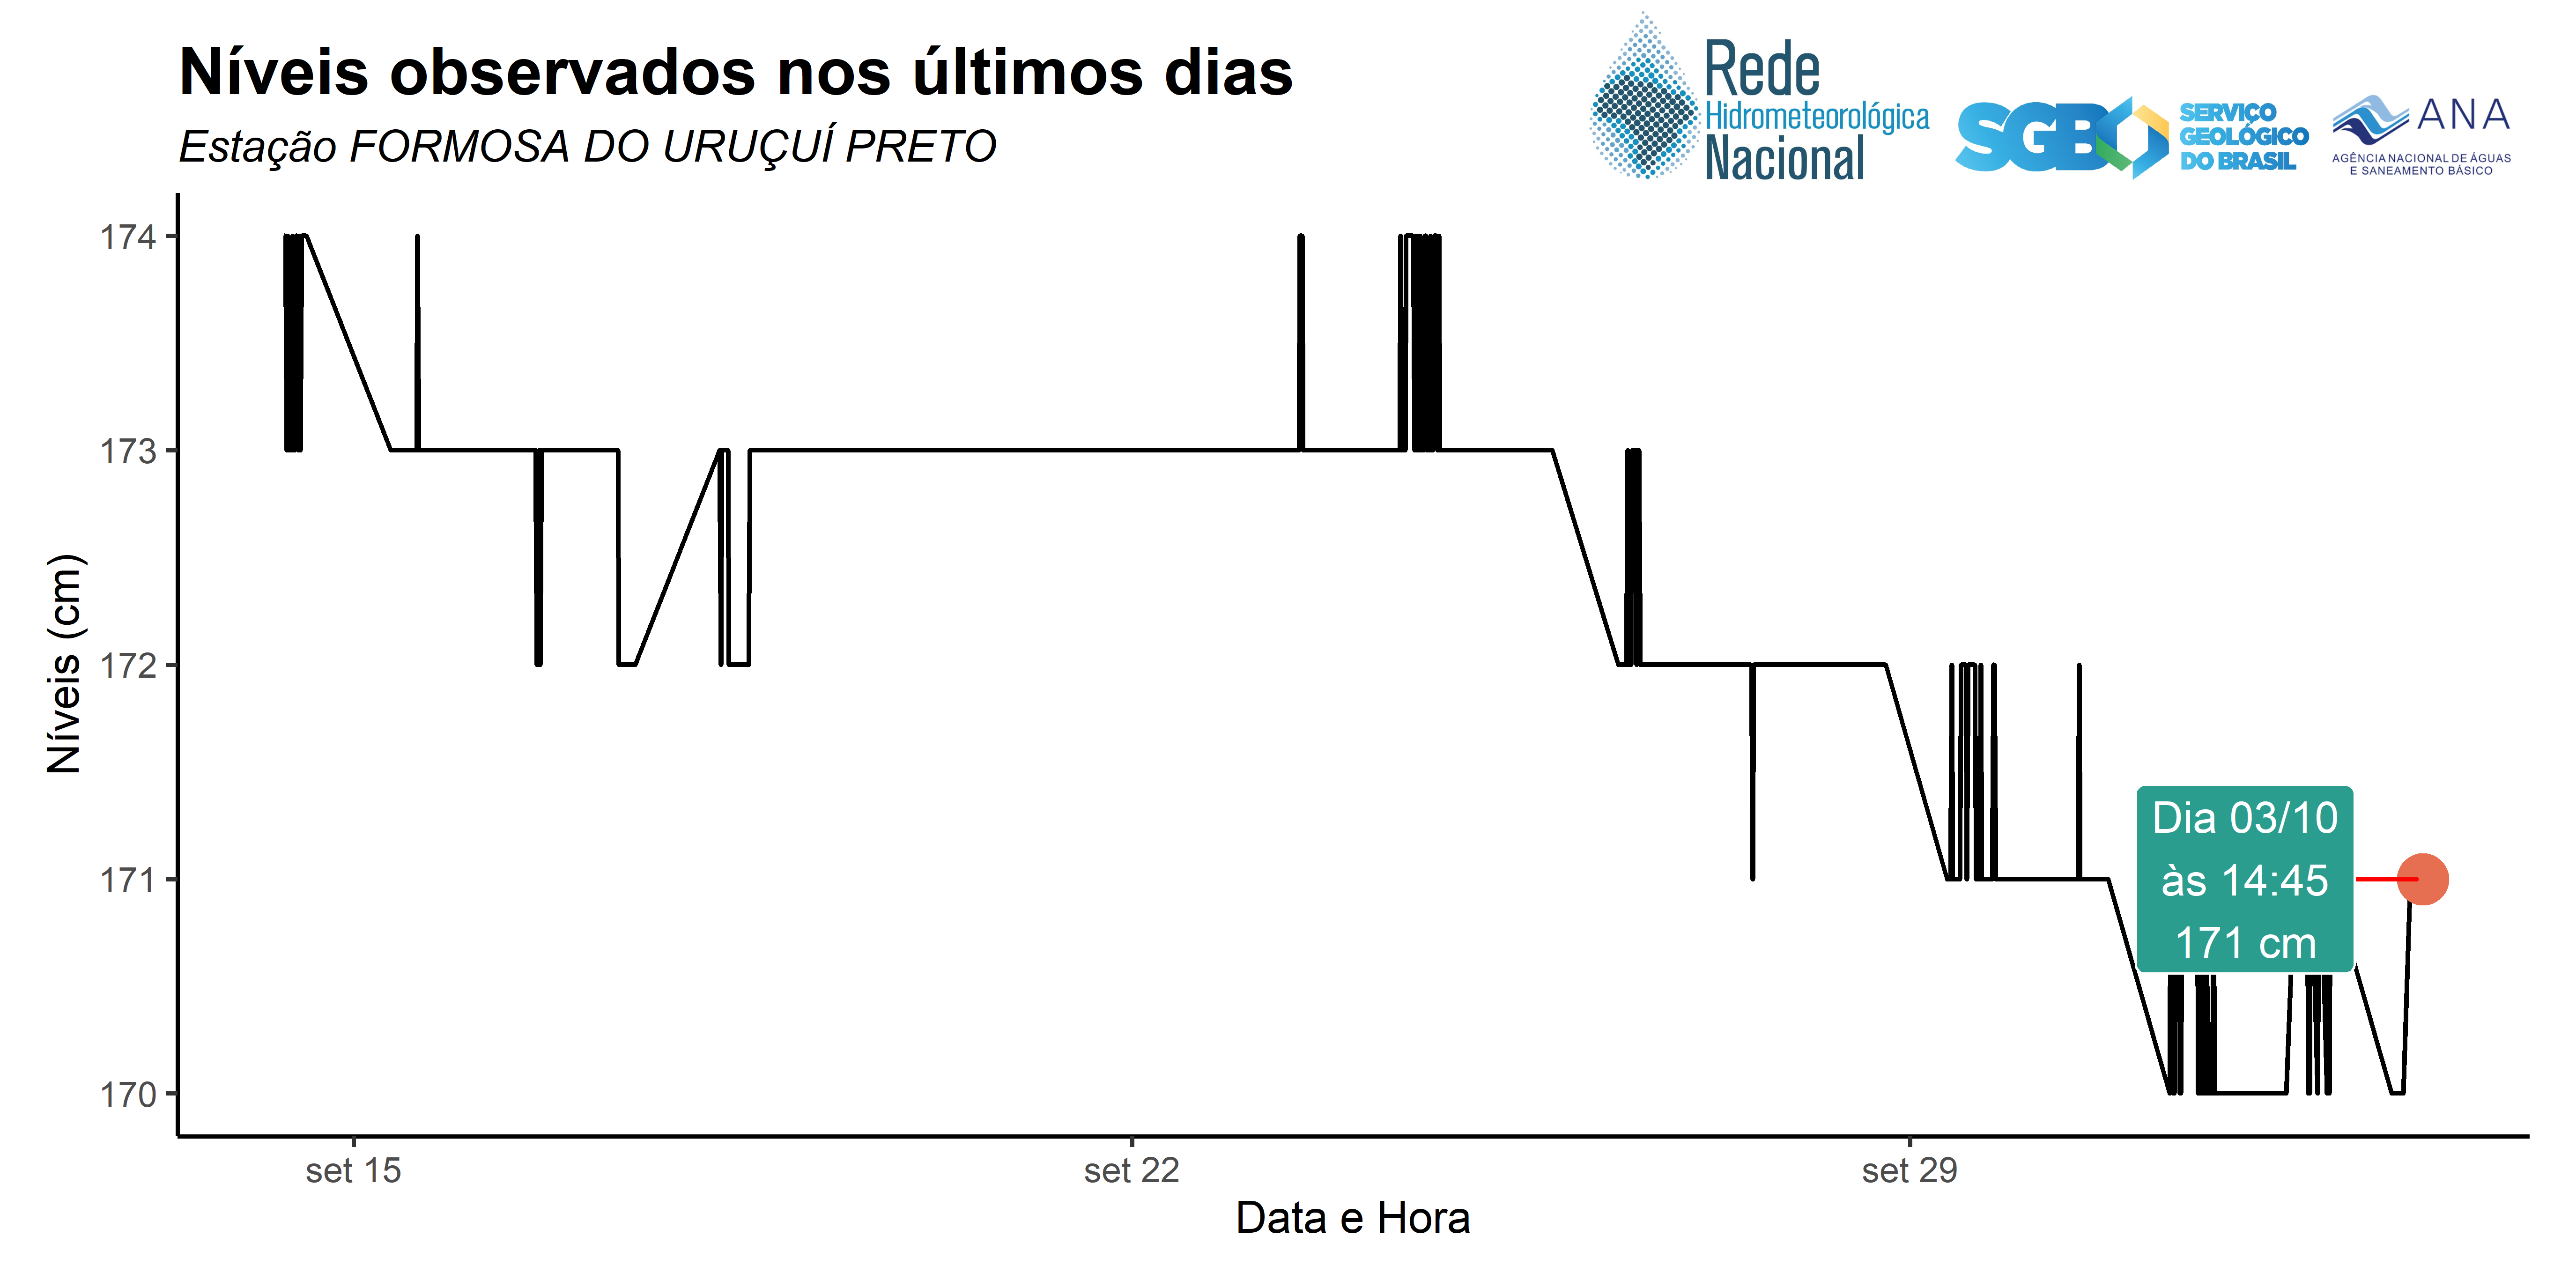 Níveis observados nos últimos dias
Estação FORMOSA DO URUÇUÍ PRETO
Rede
Hidrometeorológica
Nacional
SGB
SERVIÇO
GEOLÓGICO
DO BRASIL
ANA
AGÊNCIA NACIONAL DE ÁGUAS
E SANEAMENTO BÁSICO
Níveis (cm)
174
173
172
171
170
Dia 03/10
às 14:45
171 cm
set 15
set 22
set 29
Data e Hora